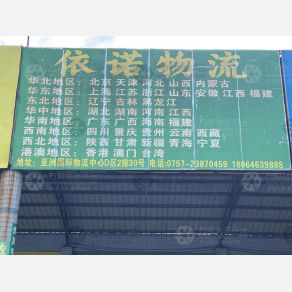 依诺物流
华北地区：北京 天津 河北 山西 内蒙古
华东地区：上海 江苏 浙江 山东 安徽 江西 福建
东北地区：辽宁 吉林 黑龙江
华中地区：湖北 湖南 河南 江西
华南地区：广东 广西 海南 福建
西南地区：四川 重庆 贵州 云南 西藏
西北地区：陕西 甘肃 新疆 青海 宁夏
港澳地区：香港 澳门 台湾
地址：亚洲国际物流中心D区2栋30号 电话:0757-23870459 18064639888